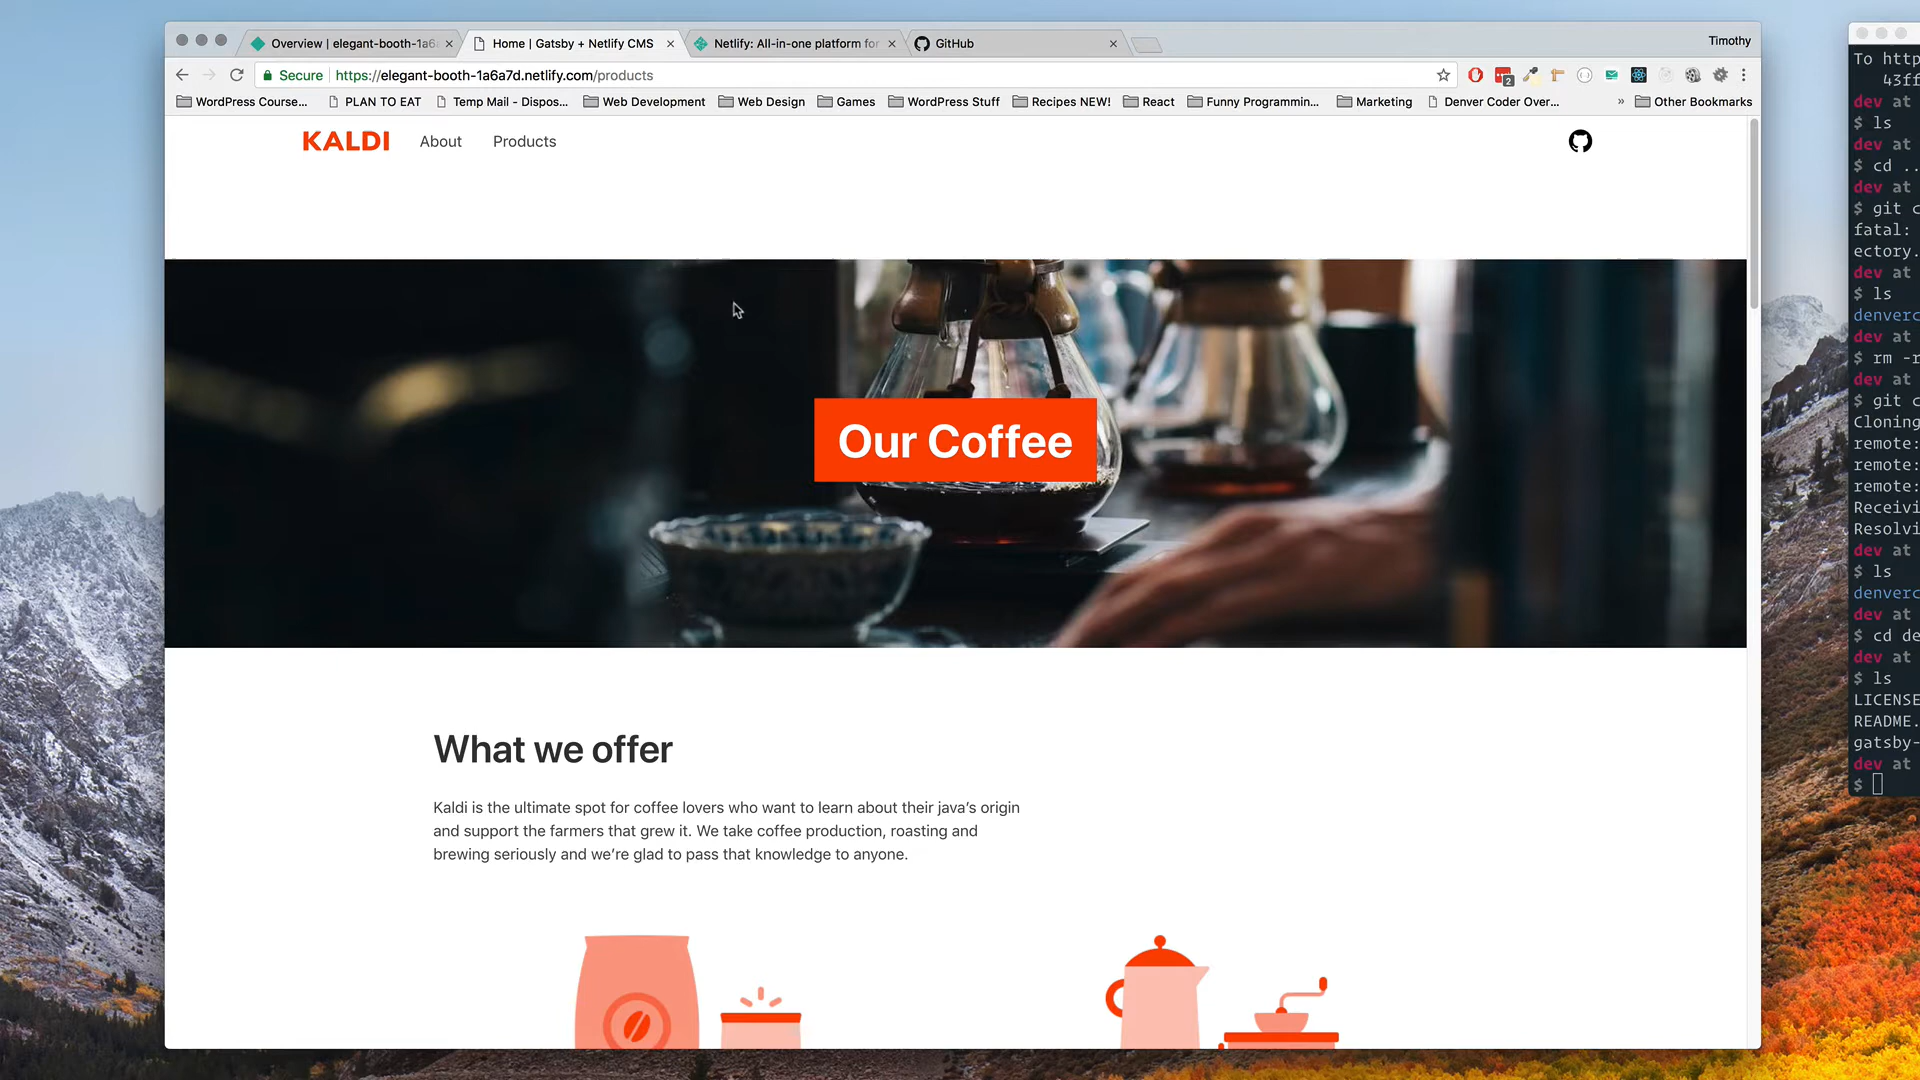 Overview | elegant-booth-1a6a
Home | Gatsby + Netlify CMS
Netlify: All-in-one platform for
GitHub
Timothy
Secure
https://elegant-booth-1a6a7d.netlify.com/products
2
WordPress Course...
PLAN TO EAT
Temp Mail - Dispos...
Web Development
Web Design
Games
WordPress Stuff
Recipes NEW!
React
Funny Programmin...
Marketing
Denver Coder Over...
»
Other Bookmarks
KALDI
About
Products
Our Coffee
What we offer
Kaldi is the ultimate spot for coffee lovers who want to learn about their java’s origin
and support the farmers that grew it. We take coffee production, roasting and
brewing seriously and we’re glad to pass that knowledge to anyone.
To http
43ff
dev at
$ ls
dev at
$ cd ..
dev at
$ git c
fatal:
ectory.
dev at
$ ls
denverc
dev at
$ rm -r
dev at
$ git c
Cloning
remote:
remote:
remote:
Receivi
Resolvi
dev at
$ ls
denverc
dev at
$ cd de
dev at
$ ls
LICENSE
README.
gatsby-
dev at
$